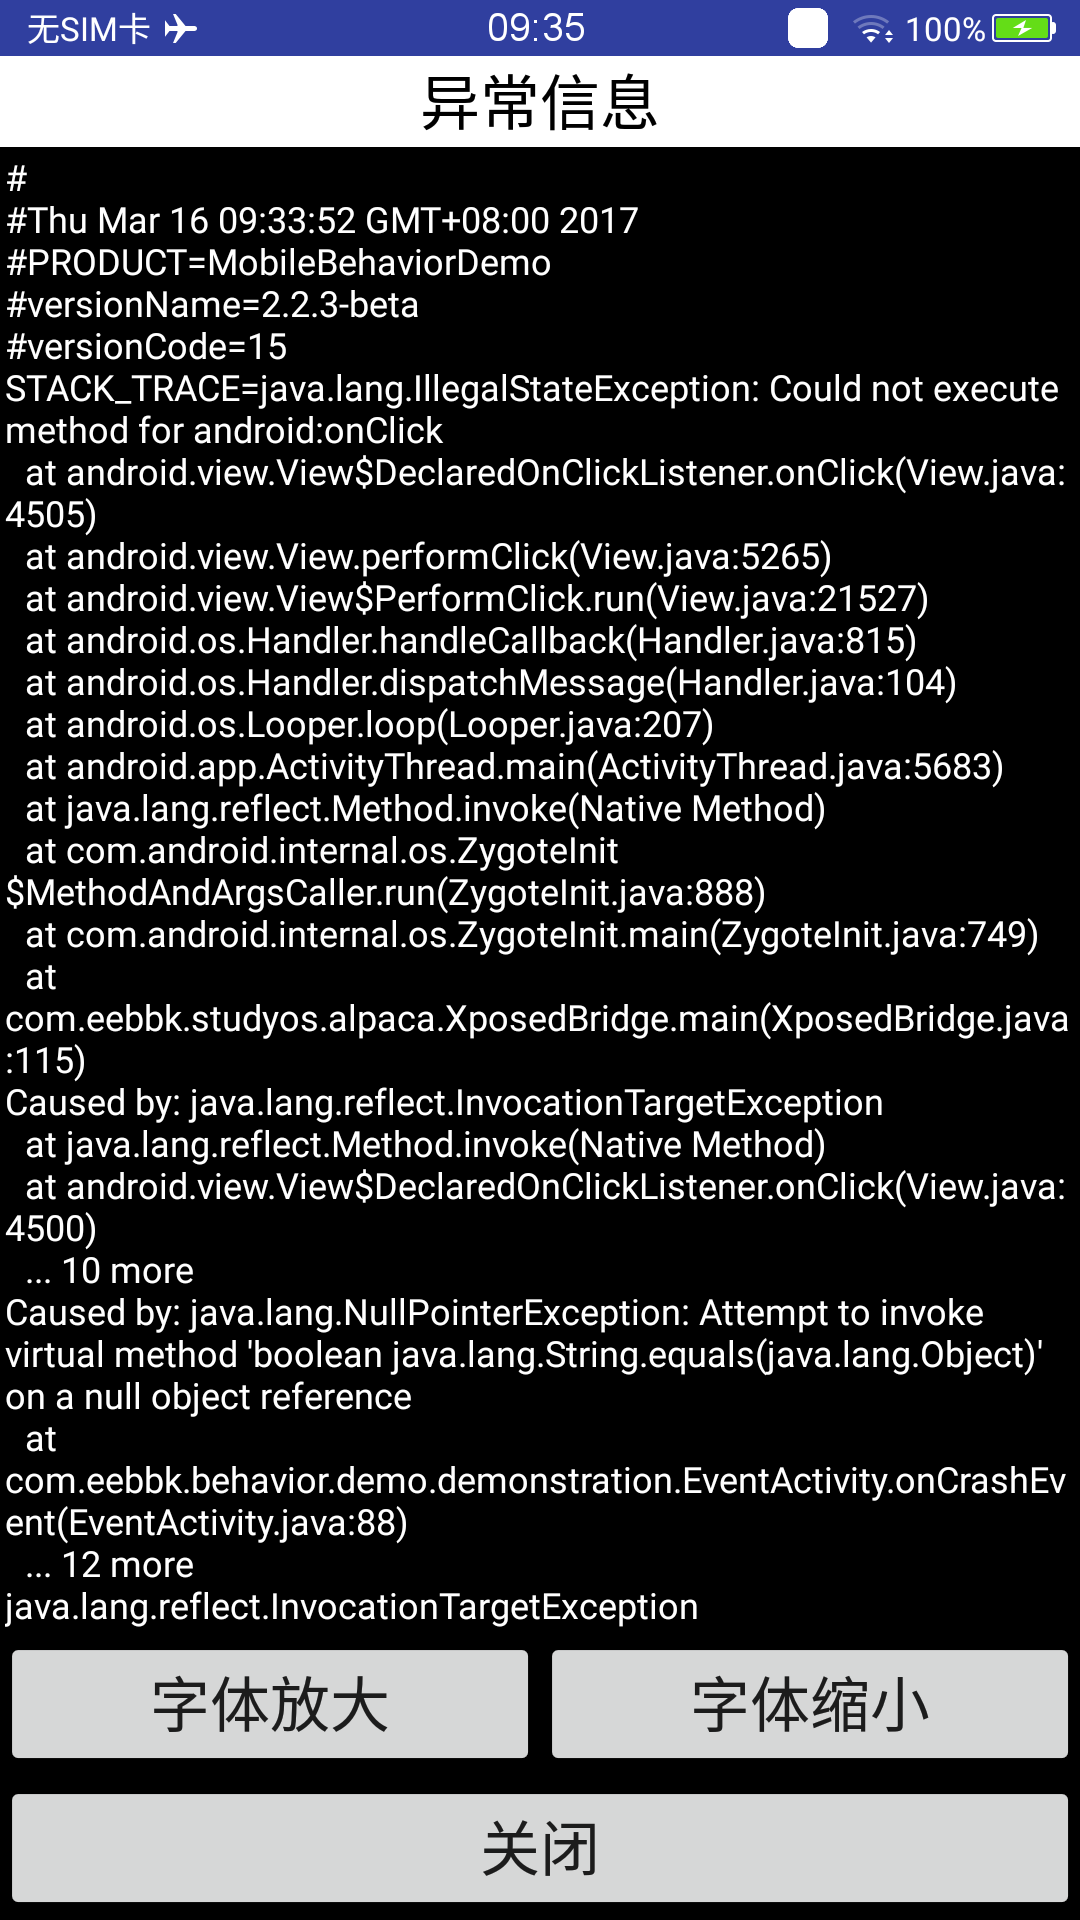 无SIM卡 09:35 100%
异常信息
#
#Thu Mar 16 09:33:52 GMT+08:00 2017
#PRODUCT=MobileBehaviorDemo
#versionName=2.2.3-beta
#versionCode=15
STACK_TRACE=java.lang.IllegalStateException: Could not execute
method for android:onClick
at android.view.View$DeclaredOnClickListener.onClick(View.java:
4505)
at android.view.View.performClick(View.java:5265)
at android.view.View$PerformClick.run(View.java:21527)
at android.os.Handler.handleCallback(Handler.java:815)
at android.os.Handler.dispatchMessage(Handler.java:104)
at android.os.Looper.loop(Looper.java:207)
at android.app.ActivityThread.main(ActivityThread.java:5683)
at java.lang.reflect.Method.invoke(Native Method)
at com.android.internal.os.ZygoteInit
$MethodAndArgsCaller.run(ZygoteInit.java:888)
at com.android.internal.os.ZygoteInit.main(ZygoteInit.java:749)
at
com.eebbk.studyos.alpaca.XposedBridge.main(XposedBridge.java
:115)
Caused by: java.lang.reflect.InvocationTargetException
at java.lang.reflect.Method.invoke(Native Method)
at android.view.View$DeclaredOnClickListener.onClick(View.java:
4500)
... 10 more
Caused by: java.lang.NullPointerException: Attempt to invoke
virtual method 'boolean java.lang.String.equals(java.lang.Object)'
on a null object reference
at
com.eebbk.behavior.demo.demonstration.EventActivity.onCrashEv
ent(EventActivity.java:88)
... 12 more
java.lang.reflect.InvocationTargetException
字体放大 字体缩小
关闭